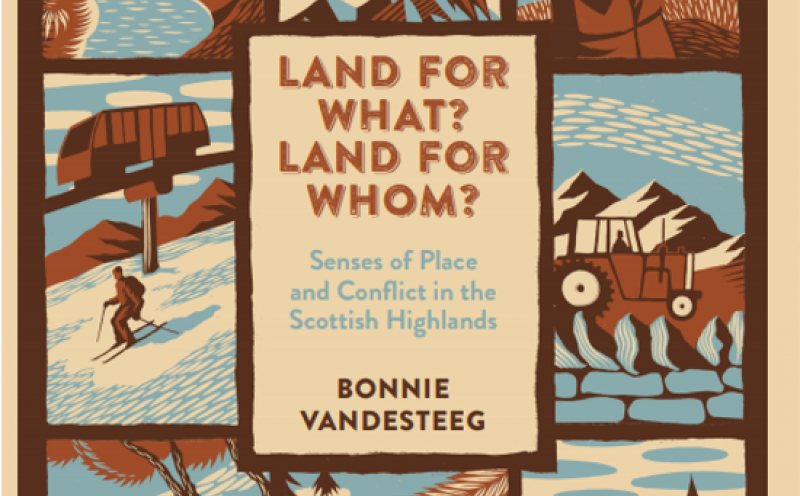 LAND FOR
WHAT?
LAND FOR
WHOM?
Senses of Place
and Conflict in the
Scottish Highlands
BONNIE
VANDESTEEG